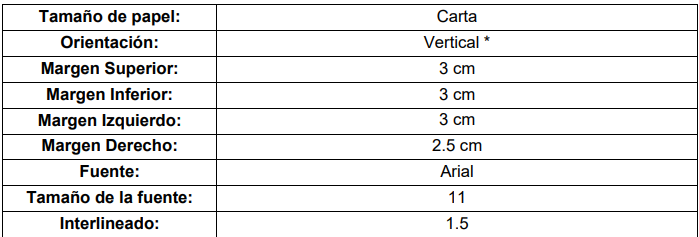 Tamaño de papel: Carta
Orientación: Vertical *
Margen Superior: 3 cm
Margen Inferior: 3 cm
Margen Izquierdo: 3 cm
Margen Derecho: 2.5 cm
Fuente: Arial
Tamaño de la fuente: 11
Interlineado: 1.5